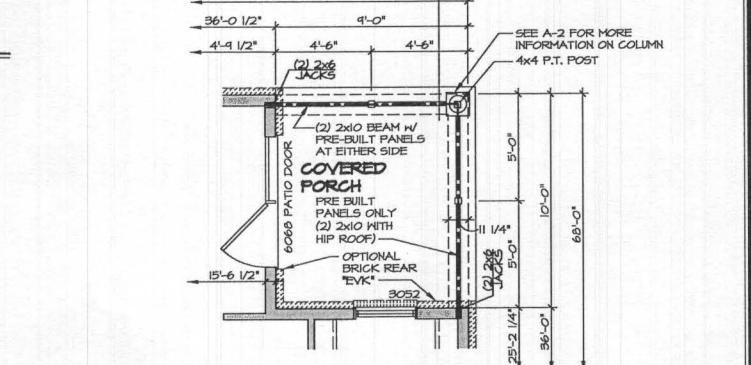 36'-0 1/2"
9'-0"
SEE A-2 FOR MORE
INFORMATION ON COLUMN
4'-9 1/2"
4'-6"
4'-6"
4x4 P.T. POST
(2) 2x6
JACKS
(2) 2x10 BEAM W/
PRE-BUILT PANELS
AT EITHER SIDE
5'-0"
6068 PATIO DOOR
COVERED
PORCH
PRE BUILT
PANELS ONLY
(2) 2x10 WITH
HIP ROOF)
10'-0"
68'-0"
11 1/4"
5'-0"
(2) 2x6
JACKS
OPTIONAL
BRICK REAR
"EVK"
15'-6 1/2"
3052
25'-2 1/4"
36'-0"